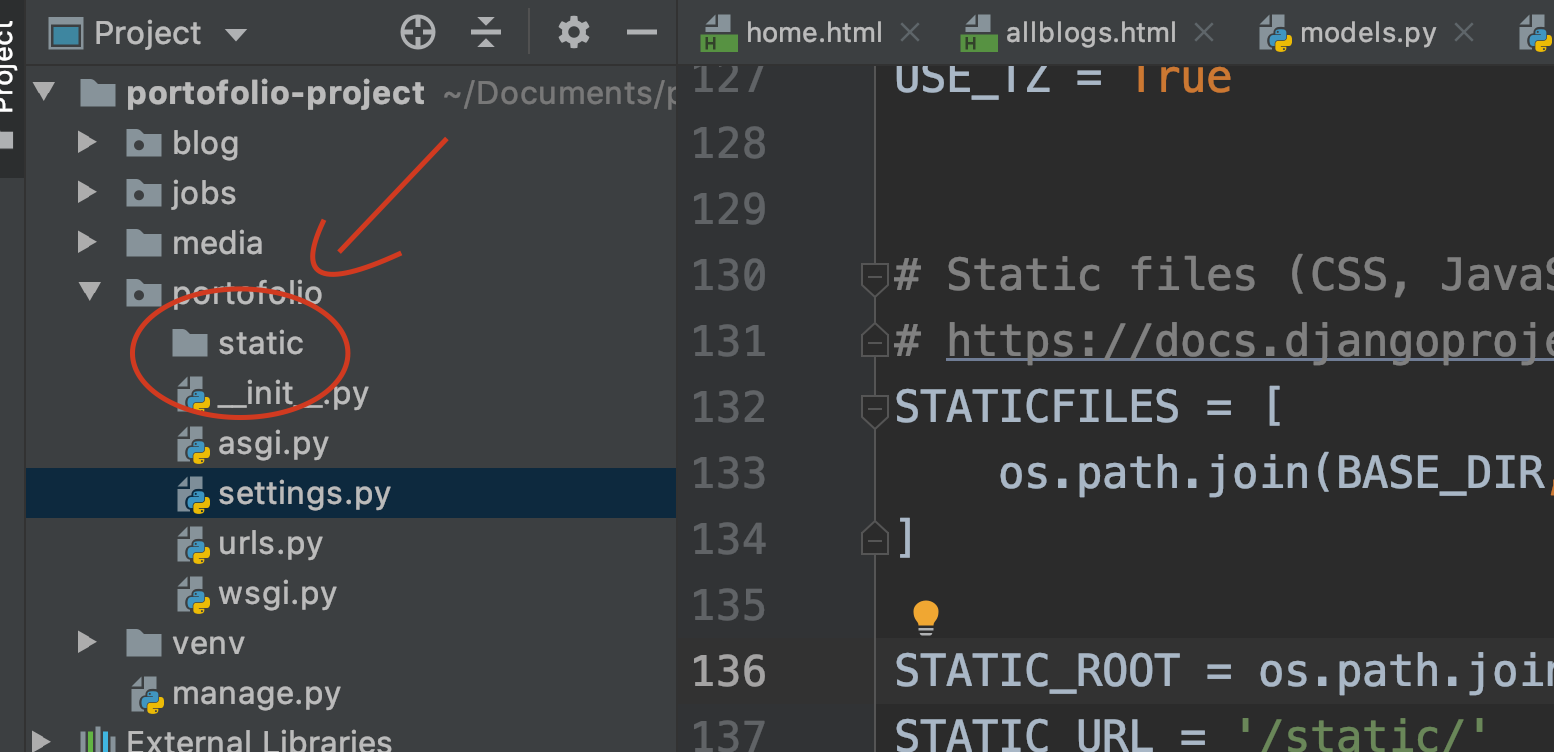 Project
Project
home.html
allblogs.html
models.py
portofolio-project ~/Documents/p
blog
jobs
media
portofolio
static
__init__.py
asgi.py
settings.py
urls.py
wsgi.py
venv
manage.py
External Libraries
127 USE_TZ = True
128
129
130 # Static files (CSS, JavaS
131 # https://docs.djangoproje
132 STATICFILES = [
133 os.path.join(BASE_DIR,
134 ]
135
136 STATIC_ROOT = os.path.join
137 STATIC_URL = '/static/'